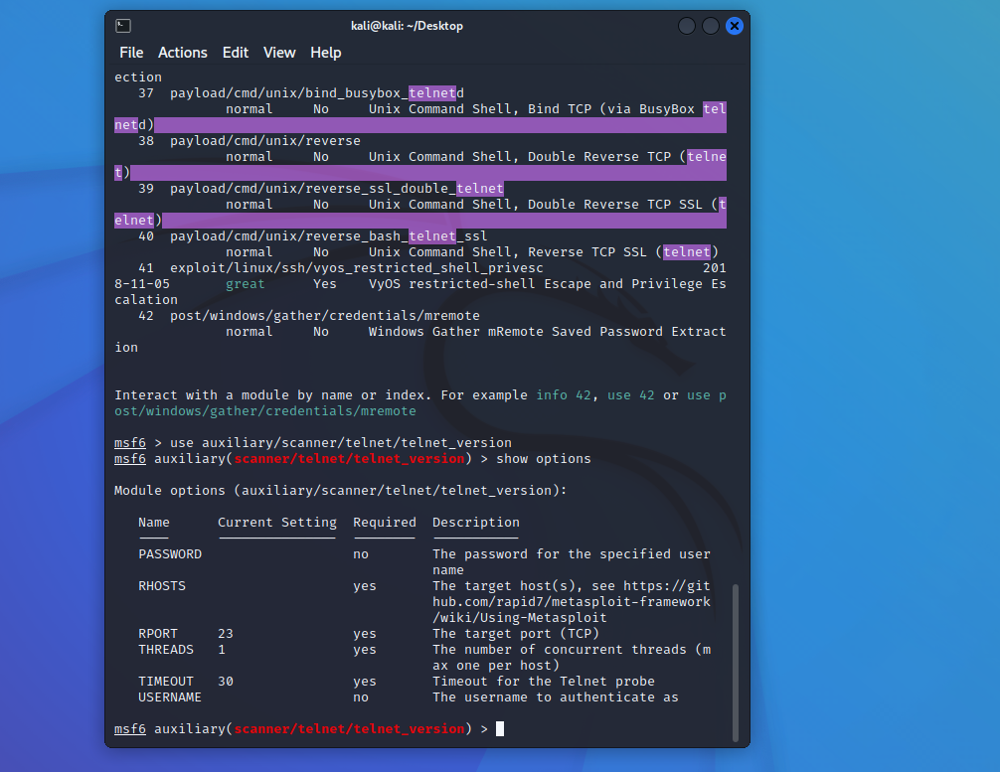 kali@kali: ~/Desktop
File Actions Edit View Help
ection
37 payload/cmd/unix/bind_busybox_telnetd
normal No Unix Command Shell, Bind TCP (via BusyBox tel
netd)
38 payload/cmd/unix/reverse
normal No Unix Command Shell, Double Reverse TCP (telne
t)
39 payload/cmd/unix/reverse_ssl_double_telnet
normal No Unix Command Shell, Double Reverse TCP SSL (t
elnet)
40 payload/cmd/unix/reverse_bash_telnet_ssl
normal No Unix Command Shell, Reverse TCP SSL (telnet)
41 exploit/linux/ssh/vyos_restricted_shell_privesc 201
8-11-05 great Yes VyOS restricted-shell Escape and Privilege Es
calation
42 post/windows/gather/credentials/mremote
normal No Windows Gather mRemote Saved Password Extract
ion
Interact with a module by name or index. For example info 42, use 42 or use p
ost/windows/gather/credentials/mremote
msf6 > use auxiliary/scanner/telnet/telnet_version
msf6 auxiliary(scanner/telnet/telnet_version) > show options
Module options (auxiliary/scanner/telnet/telnet_version):
Name Current Setting Required Description
PASSWORD no The password for the specified user
name
RHOSTS yes The target host(s), see https://git
hub.com/rapid7/metasploit-framework
/wiki/Using-Metasploit
RPORT 23 yes The target port (TCP)
THREADS 1 yes The number of concurrent threads (m
ax one per host)
TIMEOUT 30 yes Timeout for the Telnet probe
USERNAME no The username to authenticate as
msf6 auxiliary(scanner/telnet/telnet_version) >